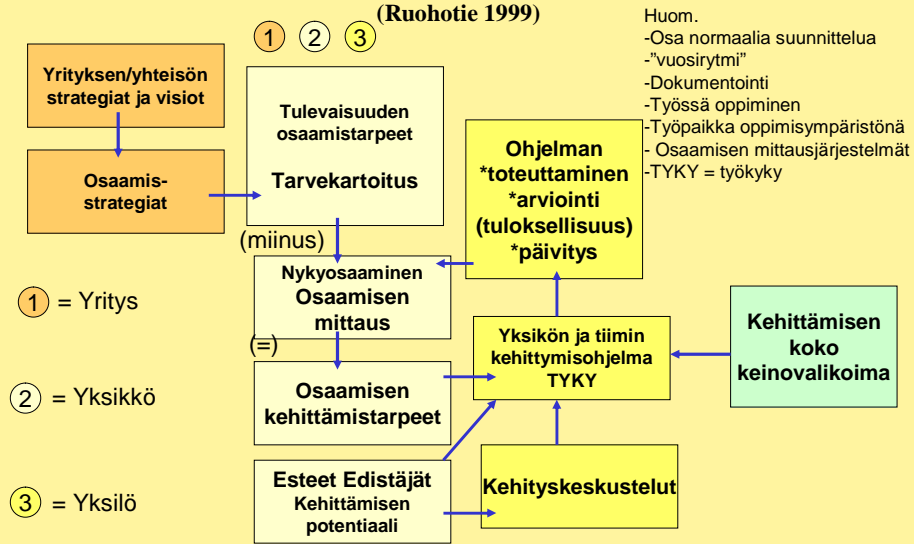 (Ruohotie 1999)
1 2 3
Huom.
-Osa normaalia suunnittelua
-”vuosirytmi”
-Dokumentointi
-Työssä oppiminen
-Työpaikka oppimisympäristönä
- Osaamisen mittausjärjestelmät
-TYKY = työkyky
Yrityksen/yhteisön
strategiat ja visiot
Osaamis-
strategiat
Tulevaisuuden
osaamistarpeet
Tarvekartoitus
(miinus)
Nykyosaaminen
Osaamisen
mittaus
(=)
Osaamisen
kehittämistarpeet
Esteet Edistäjät
Kehittämisen
potentiaali
Ohjelman
*toteuttaminen
*arviointi
(tuloksellisuus)
*päivitys
Yksikön ja tiimin
kehittymisohjelma
TYKY
Kehityskeskustelut
Kehittämisen
koko
keinovalikoima
1 = Yritys
2 = Yksikkö
3 = Yksilö